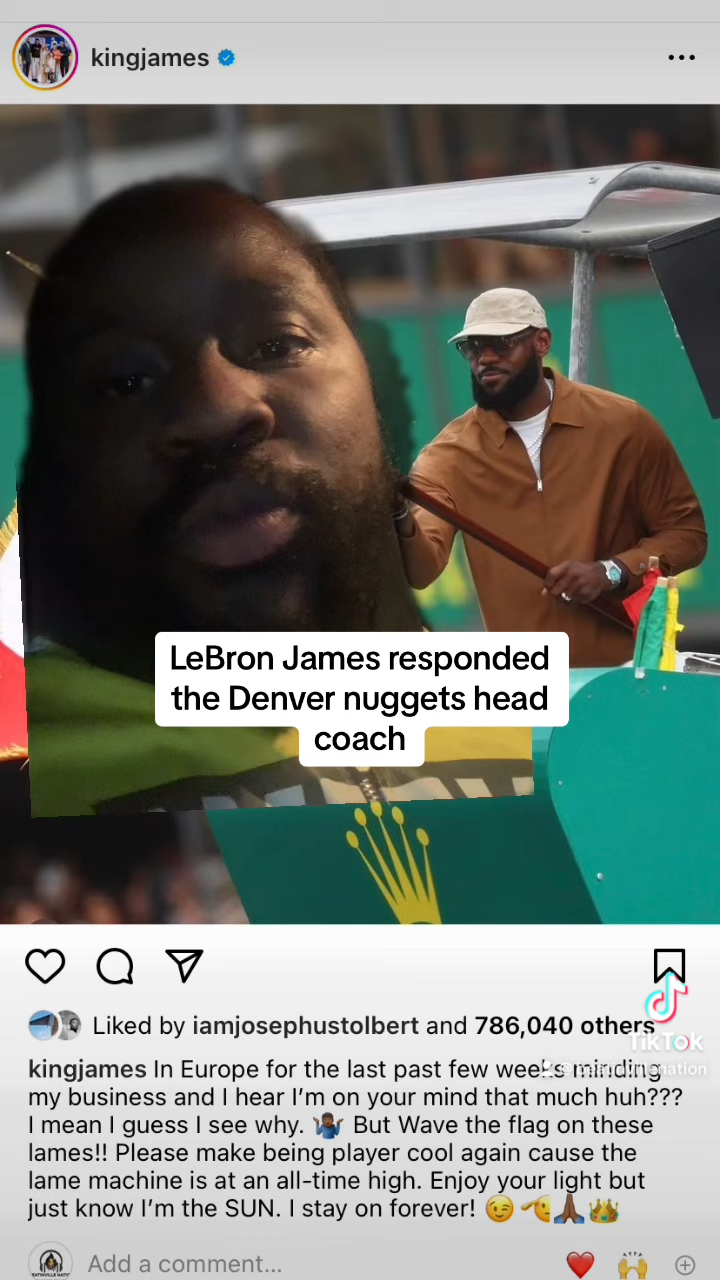 kingjames
LeBron James responded
the Denver nuggets head
coach
Liked by iamjosephustolbert and 786,040 others
TikTok
kingjames In Europe for the last past few weeks minding
my business and I hear I'm on your mind that much huh???
I mean I guess I see why. 🤷🏾‍♂️ But Wave the flag on these
lames!! Please make being player cool again cause the
lame machine is at an all-time high. Enjoy your light but
just know I'm the SUN. I stay on forever! 😉🫡🙏🏾👑
Add a comment...